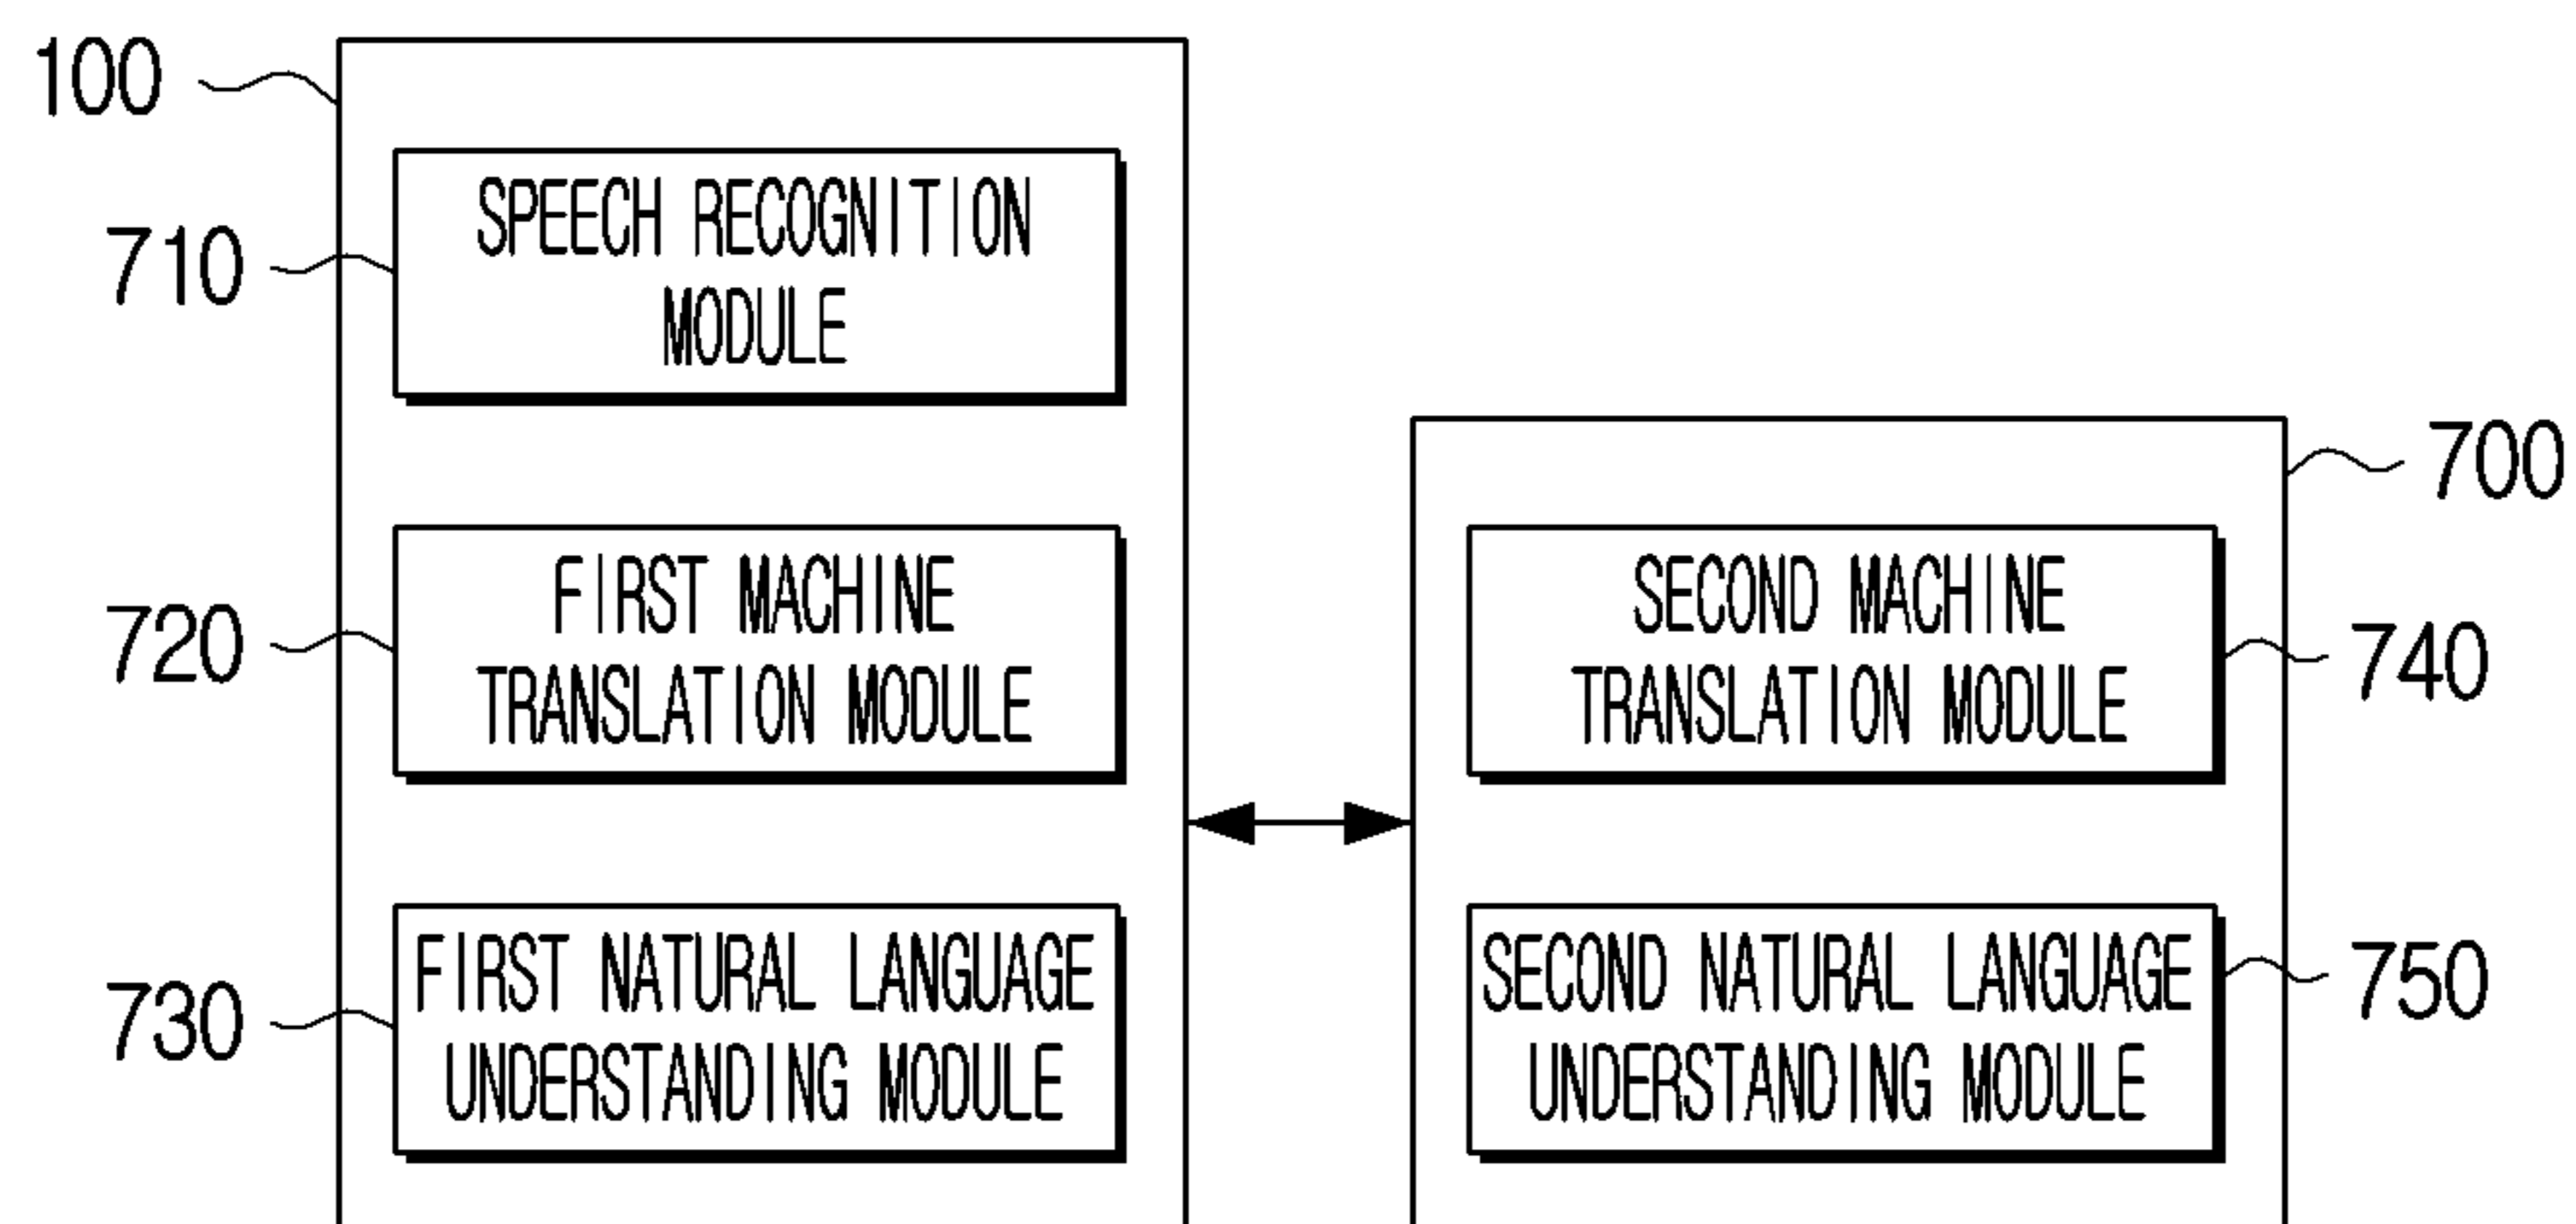 100
710
SPEECH RECOGNITION
MODULE
720
FIRST MACHINE
TRANSLATION MODULE
730
FIRST NATURAL LANGUAGE
UNDERSTANDING MODULE
700
SECOND MACHINE
TRANSLATION MODULE
740
SECOND NATURAL LANGUAGE
UNDERSTANDING MODULE
750